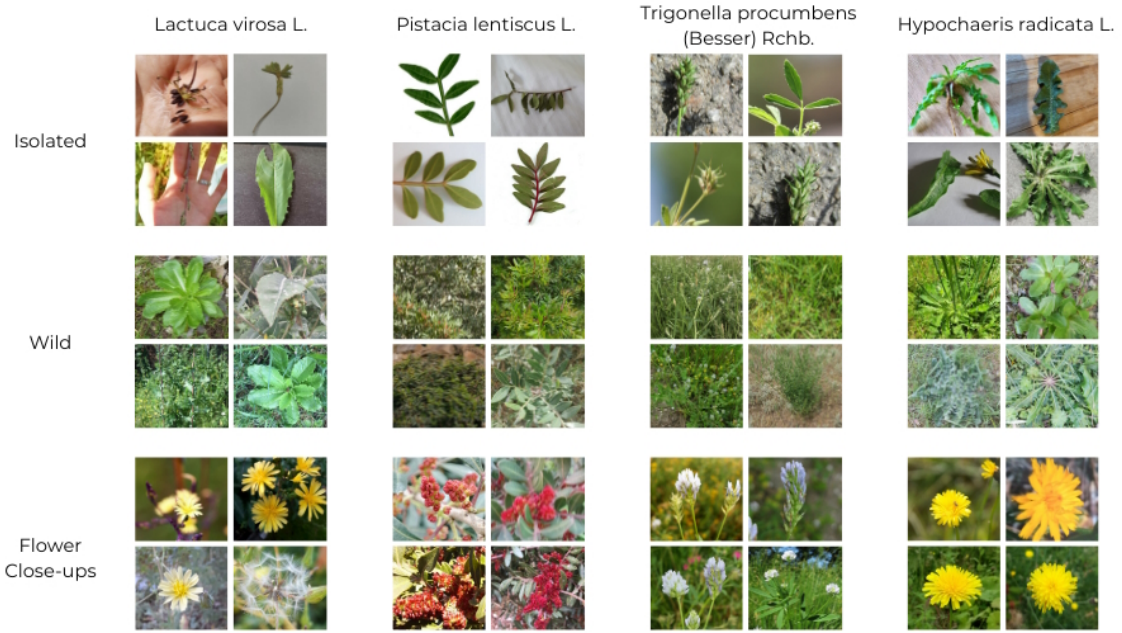 Lactuca virosa L.
Pistacia lentiscus L.
Trigonella procumbens
(Besser) Rchb.
Hypochaeris radicata L.
Isolated
Wild
Flower
Close-ups